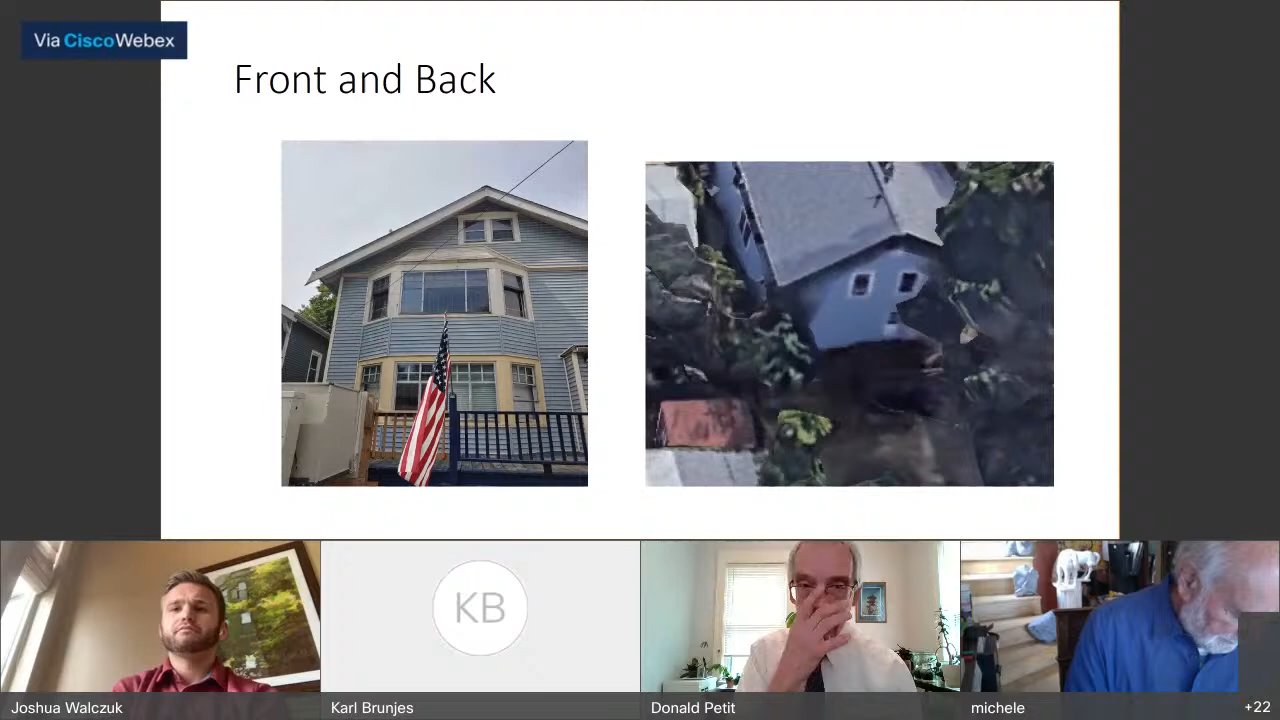 Via CiscoWebex
Front and Back
KB
Joshua Walczuk
Karl Brunjes
Donald Petit
michele
+22